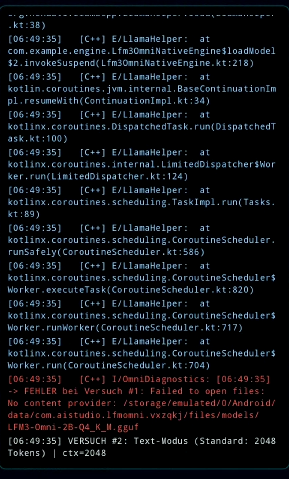 .kt:38)
[06:49:35]   [C++] E/LlamaHelper:  at
com.example.engine.Lfm3OmniNativeEngine$loadModel
$2.invokeSuspend(Lfm3OmniNativeEngine.kt:218)
[06:49:35]   [C++] E/LlamaHelper:  at
kotlin.coroutines.jvm.internal.BaseContinuationIm
pl.resumeWith(ContinuationImpl.kt:34)
[06:49:35]   [C++] E/LlamaHelper:  at
kotlinx.coroutines.DispatchedTask.run(DispatchedT
ask.kt:100)
[06:49:35]   [C++] E/LlamaHelper:  at
kotlinx.coroutines.internal.LimitedDispatcher$Wor
ker.run(LimitedDispatcher.kt:124)
[06:49:35]   [C++] E/LlamaHelper:  at
kotlinx.coroutines.scheduling.TaskImpl.run(Tasks.
kt:89)
[06:49:35]   [C++] E/LlamaHelper:  at
kotlinx.coroutines.scheduling.CoroutineScheduler.
runSafely(CoroutineScheduler.kt:586)
[06:49:35]   [C++] E/LlamaHelper:  at
kotlinx.coroutines.scheduling.CoroutineScheduler$
Worker.executeTask(CoroutineScheduler.kt:820)
[06:49:35]   [C++] E/LlamaHelper:  at
kotlinx.coroutines.scheduling.CoroutineScheduler$
Worker.runWorker(CoroutineScheduler.kt:717)
[06:49:35]   [C++] E/LlamaHelper:  at
kotlinx.coroutines.scheduling.CoroutineScheduler$
Worker.run(CoroutineScheduler.kt:704)
[06:49:35]   [C++] I/OmniDiagnostics: [06:49:35]
-> FEHLER bei Versuch #1: Failed to open files:
No content provider: /storage/emulated/0/Android/
data/com.aistudio.lfmomni.vxzqkj/files/models/
LFM3-Omni-2B-Q4_K_M.gguf
[06:49:35] VERSUCH #2: Text-Modus (Standard: 2048
Tokens) | ctx=2048